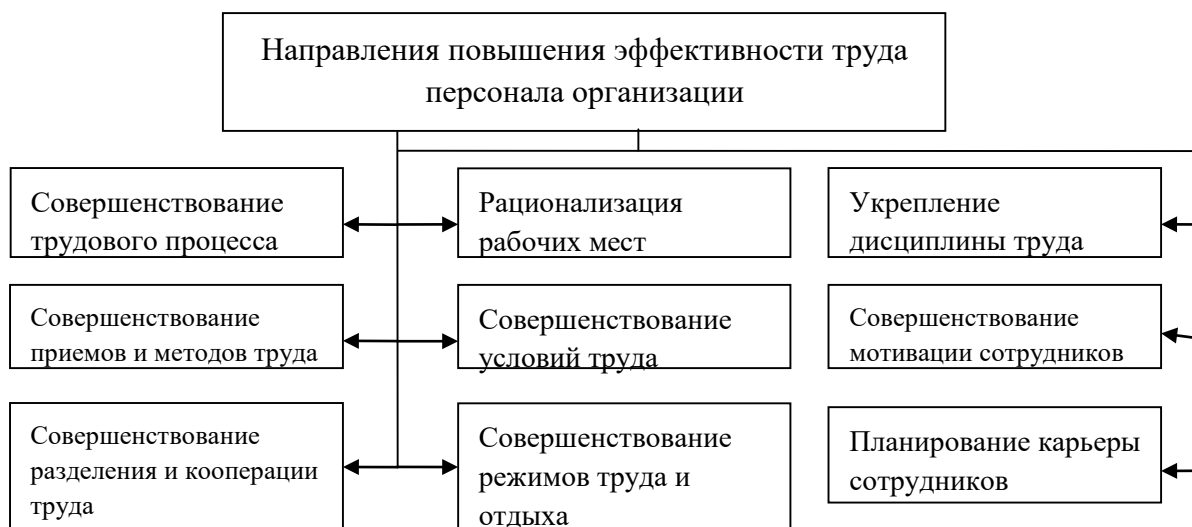 Направления повышения эффективности труда
персонала организации
Совершенствование
трудового процесса
Рационализация
рабочих мест
Укрепление
дисциплины труда
Совершенствование
приемов и методов труда
Совершенствование
условий труда
Совершенствование
мотивации сотрудников
Совершенствование
разделения и кооперации
труда
Совершенствование
режимов труда и
отдыха
Планирование карьеры
сотрудников